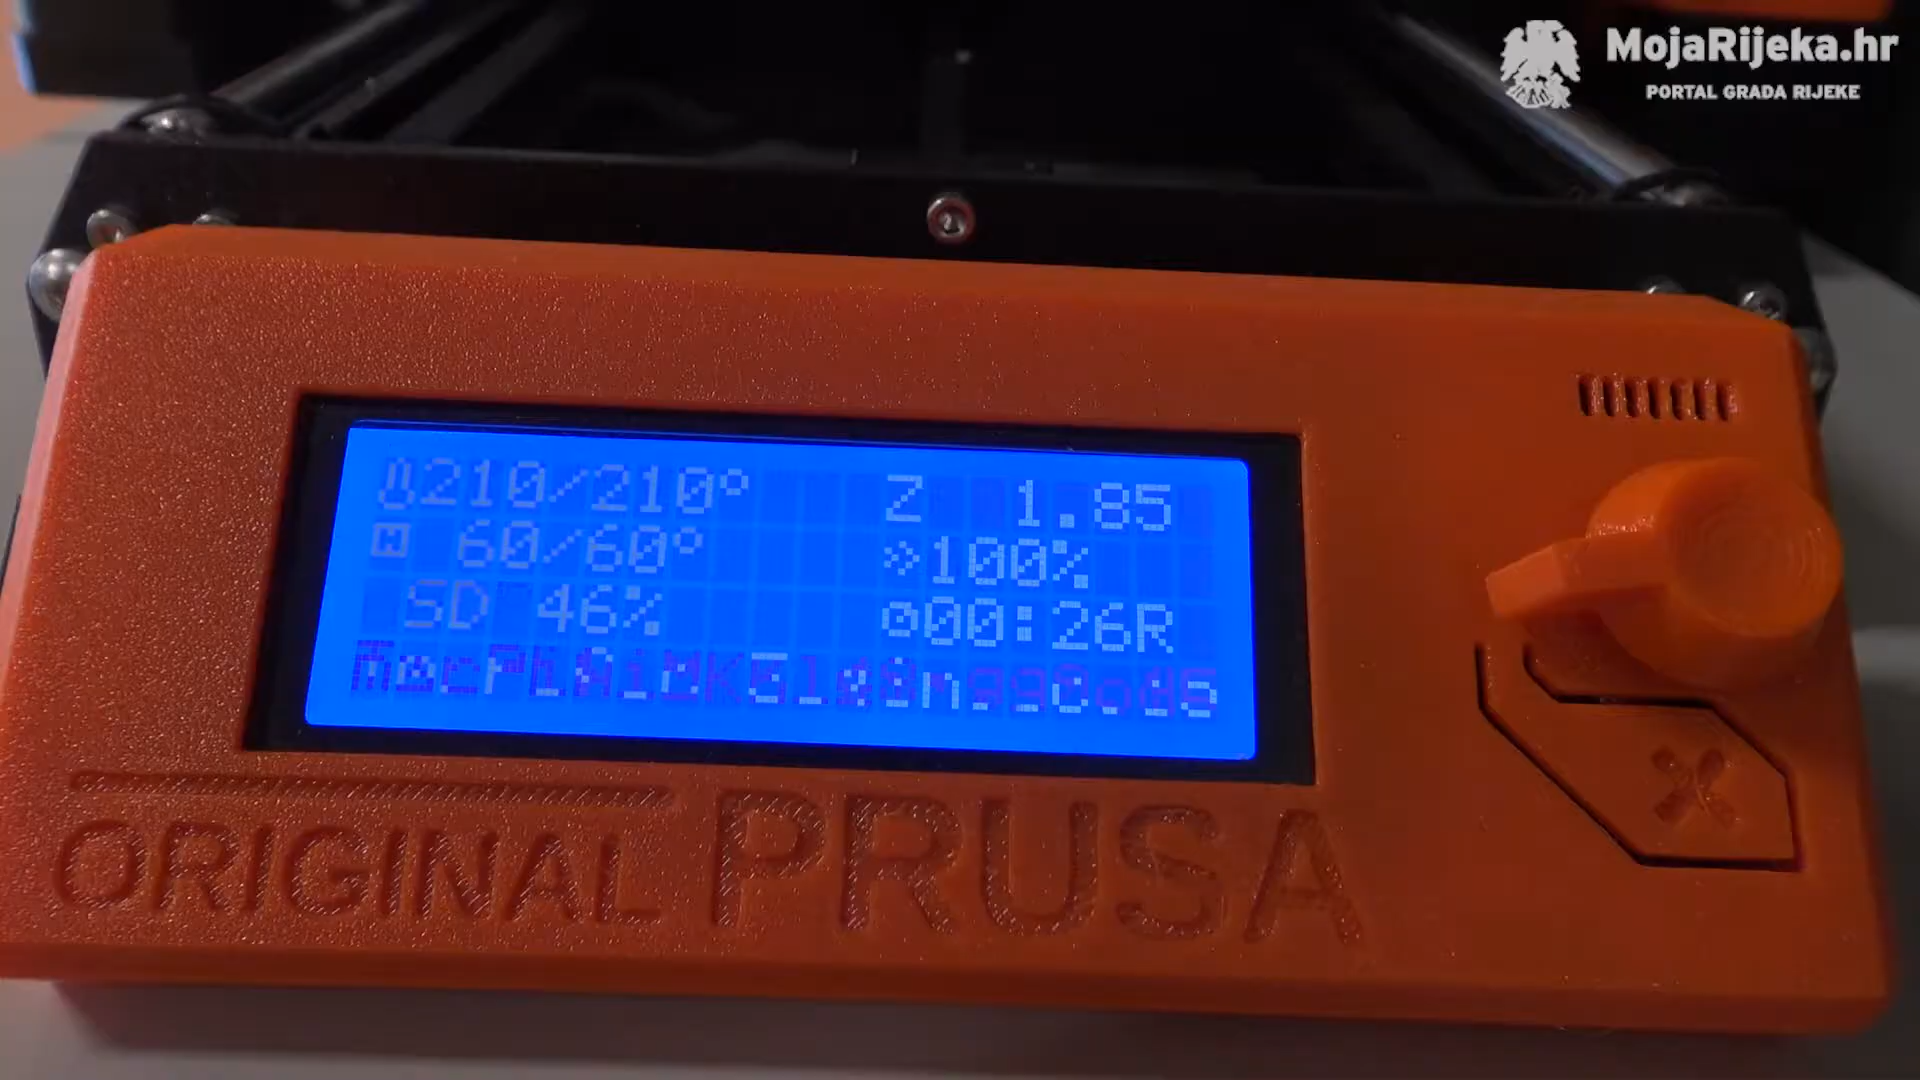 MojaRijeka.hr
PORTAL GRADA RIJEKE
210/210° Z 1.85
60/60° 100%
SD 46% 00:26R
ORIGINAL PRUSA